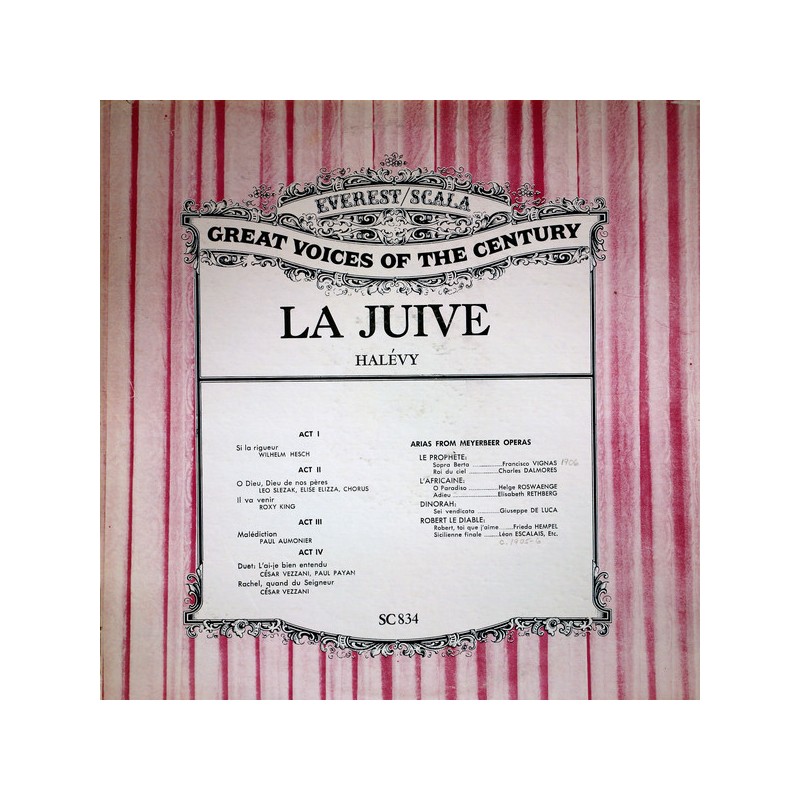 EVEREST/SCALA
GREAT VOICES OF THE CENTURY
LA JUIVE
HALÉVY
ACT I
Si la rigueur
WILHELM HESCH
ACT II
O Dieu, Dieu de nos pères
LEO SLEZAK, ELISE ELIZZA, CHORUS
Il va venir
ROXY KING
ACT III
Malédiction
PAUL AUMONIER
ACT IV
Duet: L'ai-je bien entendu
CÉSAR VEZZANI, PAUL PAYAN
Rachel, quand du Seigneur
CÉSAR VEZZANI
ARIAS FROM MEYERBEER OPERAS
LE PROPHÈTE:
Sopra Berta ..........Francisco VIGNAS 1906
Roi du ciel ..........Charles DALMORES
L'AFRICAINE:
O Paradiso ..........Helge ROSWAENGE
Adieu ..........Elisabeth RETHBERG
DINORAH:
Sei vendicata ..........Giuseppe DE LUCA
ROBERT LE DIABLE:
Robert, toi que j'aime .....Frieda HEMPEL
Sicilienne finale .....Léon ESCALAIS, Etc.
c. 1905-6
SC 834